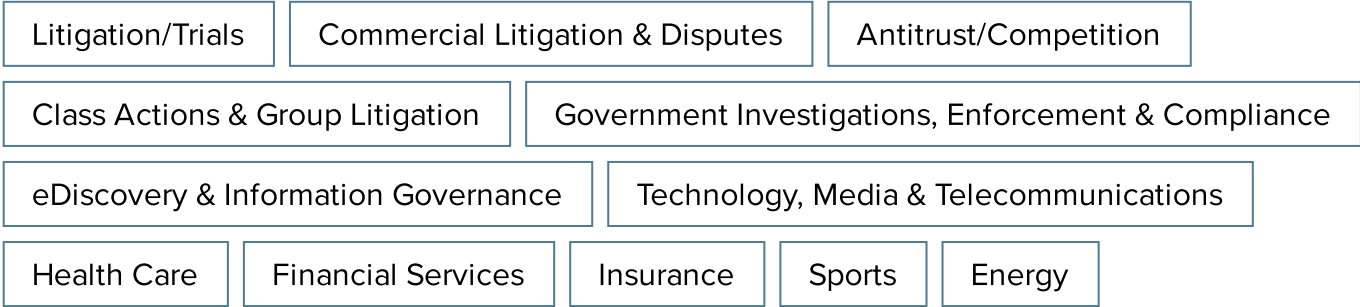 Litigation/Trials Commercial Litigation & Disputes Antitrust/Competition
Class Actions & Group Litigation Government Investigations, Enforcement & Compliance
eDiscovery & Information Governance Technology, Media & Telecommunications
Health Care Financial Services Insurance Sports Energy